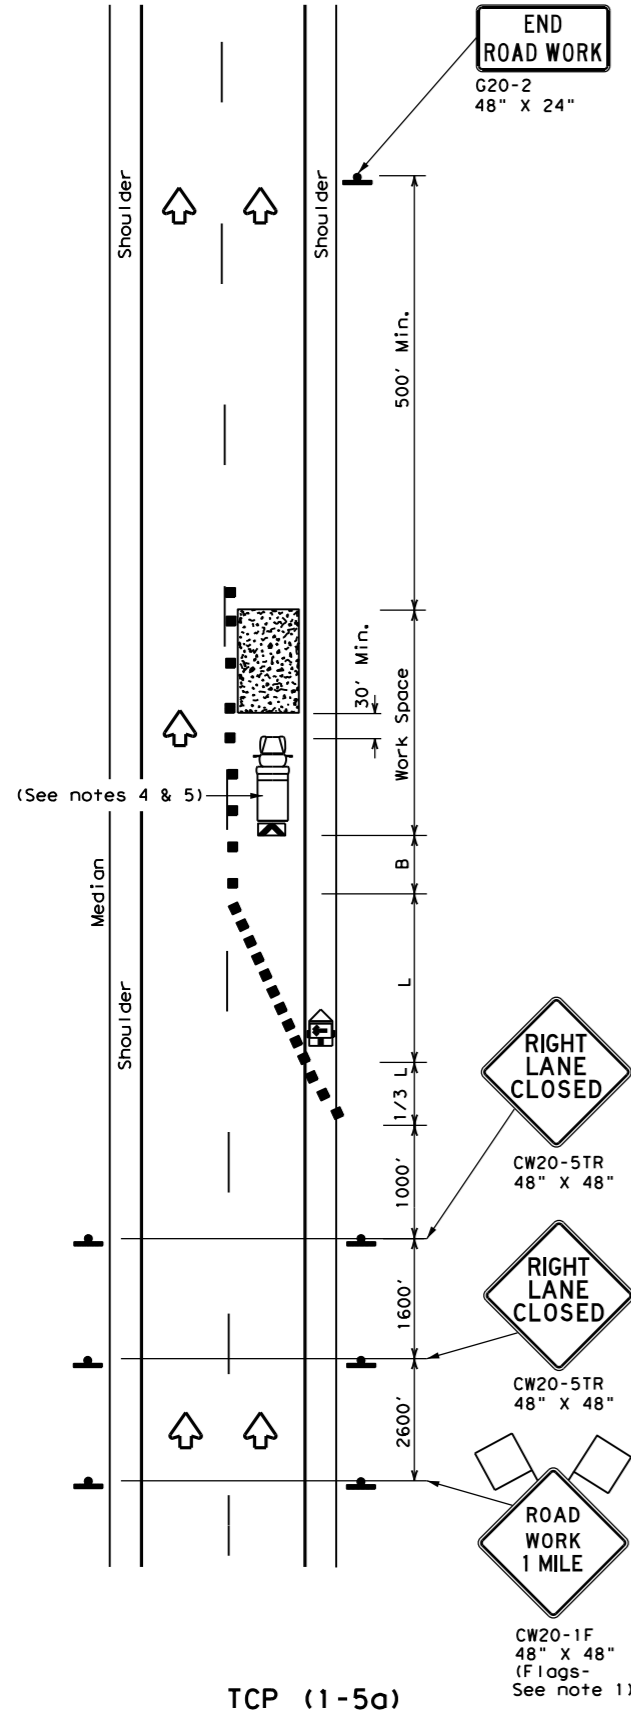 END
ROAD WORK
G20-2
48" X 24"
Shoulder
Shoulder
500' Min.
30' Min.
Work Space
(See notes 4 & 5)
B
Median
L
Shoulder
RIGHT
LANE
CLOSED
1/3 L
CW20-5TR
48" X 48"
1000'
RIGHT
LANE
CLOSED
1600'
CW20-5TR
48" X 48"
2600'
ROAD
WORK
1 MILE
CW20-1F
48" X 48"
(Flags-
See note 1)
TCP (1-5a)